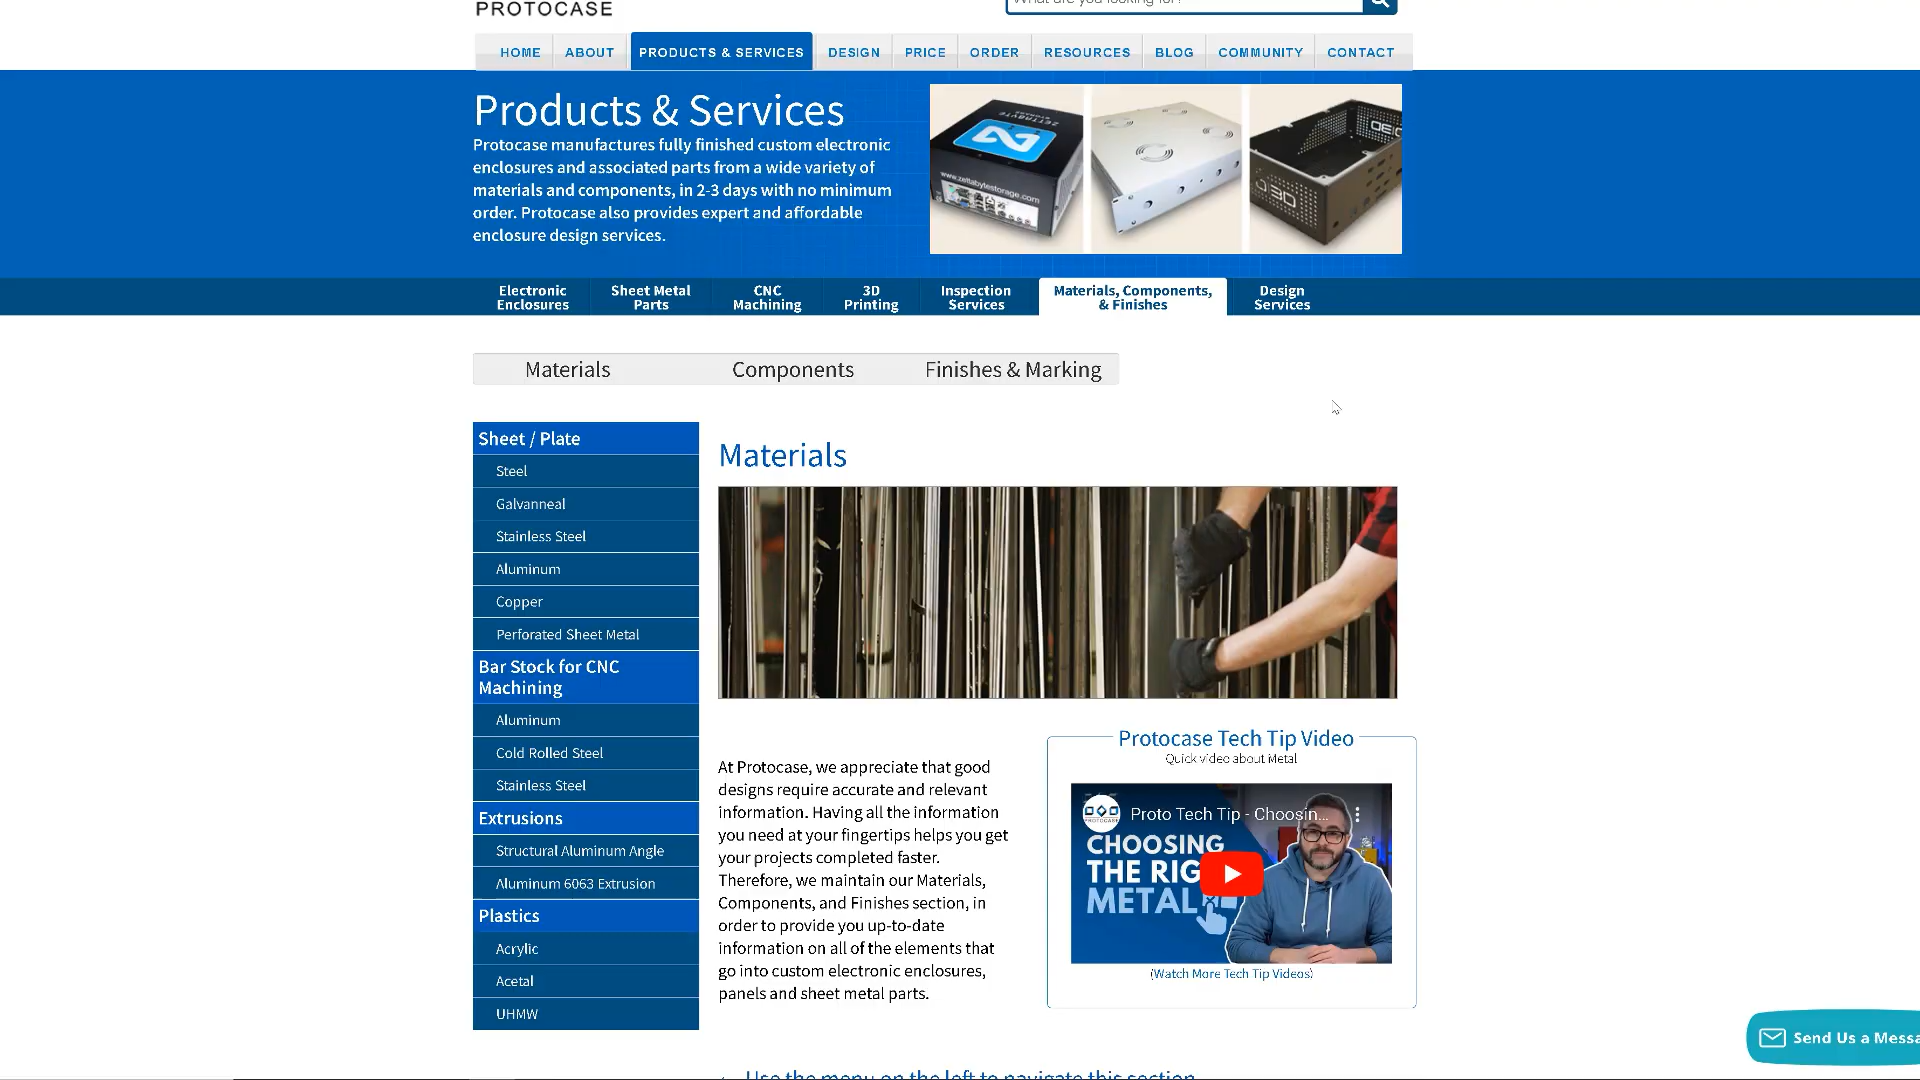 PROTOCASE
What are you looking for?
HOME ABOUT PRODUCTS & SERVICES DESIGN PRICE ORDER RESOURCES BLOG COMMUNITY CONTACT
Products & Services
Protocase manufactures fully finished custom electronic
enclosures and associated parts from a wide variety of
materials and components, in 2-3 days with no minimum
order. Protocase also provides expert and affordable
enclosure design services.
www.zettabytestorage.com
Electronic Enclosures
Sheet Metal Parts
CNC Machining
3D Printing
Inspection Services
Materials, Components, & Finishes
Design Services
Materials Components Finishes & Marking
Sheet / Plate
Steel
Galvanneal
Stainless Steel
Aluminum
Copper
Perforated Sheet Metal
Bar Stock for CNC
Machining
Aluminum
Cold Rolled Steel
Stainless Steel
Extrusions
Structural Aluminum Angle
Aluminum 6063 Extrusion
Plastics
Acrylic
Acetal
UHMW
Materials
At Protocase, we appreciate that good
designs require accurate and relevant
information. Having all the information
you need at your fingertips helps you get
your projects completed faster.
Therefore, we maintain our Materials,
Components, and Finishes section, in
order to provide you up-to-date
information on all of the elements that
go into custom electronic enclosures,
panels and sheet metal parts.
Protocase Tech Tip Video
Quick video about Metal
Proto Tech Tip - Choosin...
CHOOSING
THE RIG
METAL
(Watch More Tech Tip Videos)
Use the menu on the left to navigate this section
Send Us a Messa